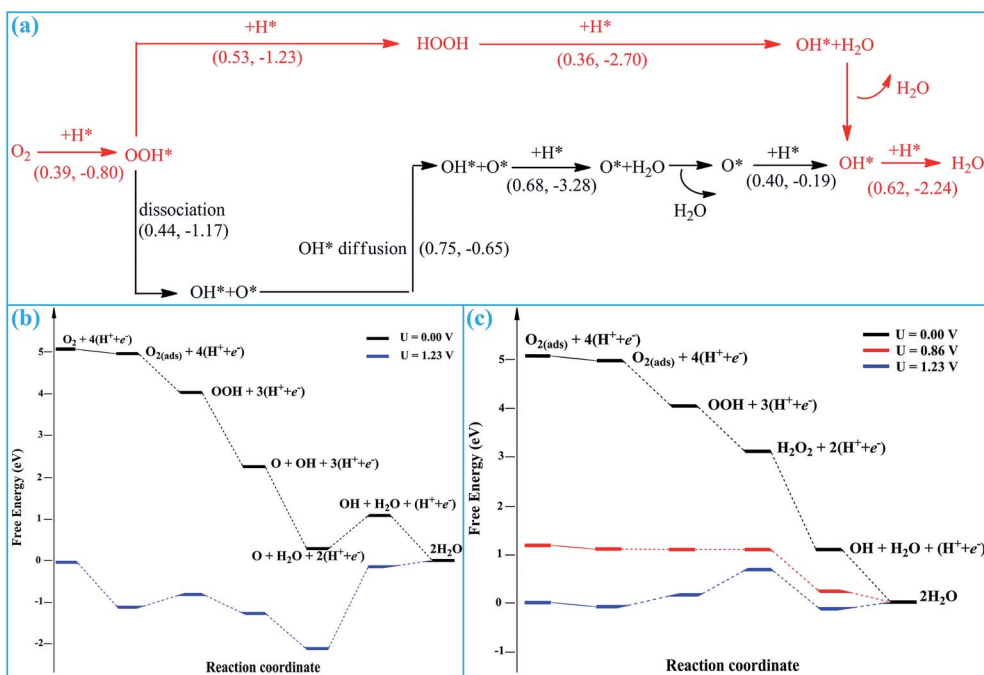 (a)
+H*
(0.53, -1.23)
HOOH
+H*
(0.36, -2.70)
OH*+H₂O
H₂O
O₂
+H*
(0.39, -0.80)
OOH*
OH*+O*
+H*
(0.68, -3.28)
O*+H₂O
H₂O
O*
+H*
(0.40, -0.19)
OH*
+H*
(0.62, -2.24)
H₂O
dissociation
(0.44, -1.17)
OH* diffusion
(0.75, -0.65)
OH*+O*
(b)
U = 0.00 V
U = 1.23 V
O₂ + 4(H⁺+e⁻)
O₂(ads) + 4(H⁺+e⁻)
OOH + 3(H⁺+e⁻)
O + OH + 3(H⁺+e⁻)
OH + H₂O + (H⁺+e⁻)
O + H₂O + 2(H⁺+e⁻)
2H₂O
5
4
3
2
1
0
-1
-2
Free Energy (eV)
Reaction coordinate
(c)
U = 0.00 V
U = 0.86 V
U = 1.23 V
O₂(ads) + 4(H⁺+e⁻)
O₂(ads) + 4(H⁺+e⁻)
OOH + 3(H⁺+e⁻)
H₂O₂ + 2(H⁺+e⁻)
OH + H₂O + (H⁺+e⁻)
2H₂O
5
4
3
2
1
0
-1
Free Energy (eV)
Reaction coordinate